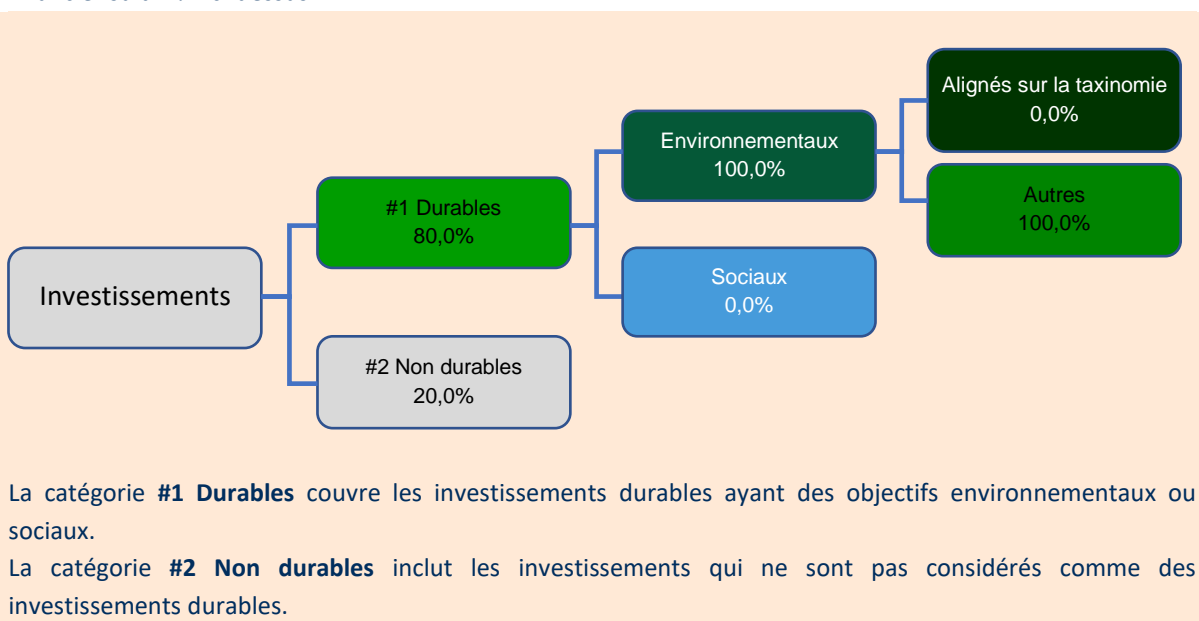 Alignés sur la taxinomie
0,0%
Environnementaux
100,0%
Autres
100,0%
#1 Durables
80,0%
Sociaux
0,0%
Investissements
#2 Non durables
20,0%
La catégorie #1 Durables couvre les investissements durables ayant des objectifs environnementaux ou
sociaux.
La catégorie #2 Non durables inclut les investissements qui ne sont pas considérés comme des
investissements durables.